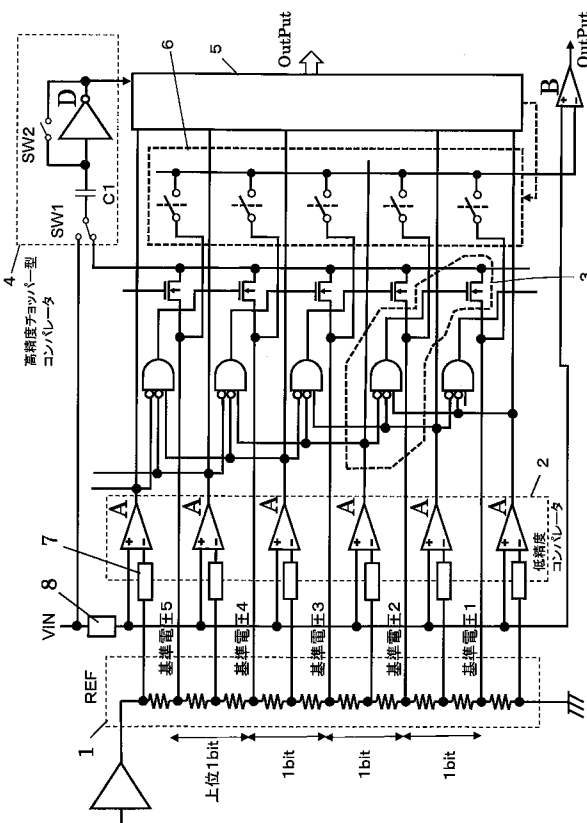 高精度チョッパー型
コンパレータ
4
SW1
SW2
C1
D
6
5
OutPut
B
OutPut
3
2
低精度
コンパレータ
A
A
A
A
A
A
7
8
VIN
基準電圧5
基準電圧4
基準電圧3
基準電圧2
基準電圧1
REF
1
上位1bit
1bit
1bit
1bit